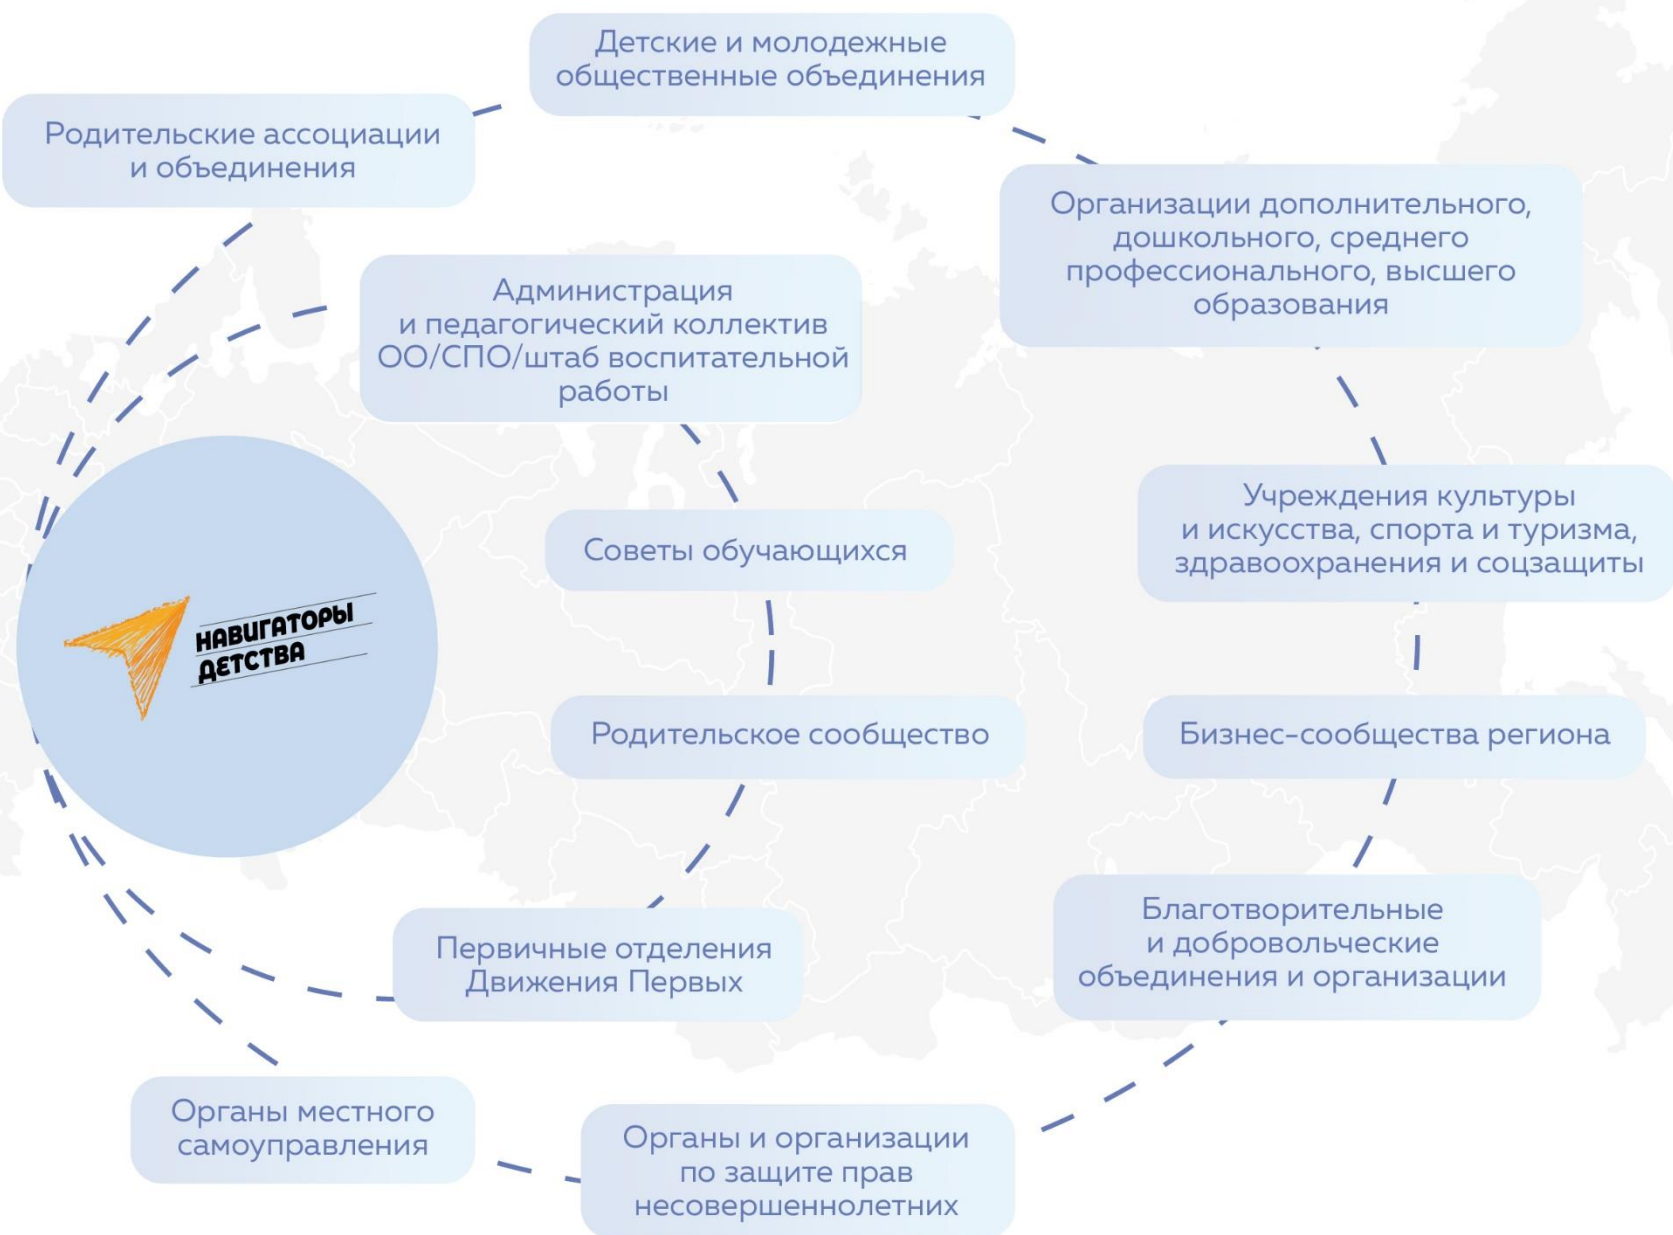 Детские и молодежные
общественные объединения
Родительские ассоциации
и объединения
Организации дополнительного,
дошкольного, среднего
профессионального, высшего
образования
Администрация
и педагогический коллектив
ОО/СПО/штаб воспитательной
работы
Учреждения культуры
и искусства, спорта и туризма,
здравоохранения и соцзащиты
Советы обучающихся
НАВИГАТОРЫ
ДЕТСТВА
Родительское сообщество
Бизнес-сообщества региона
Благотворительные
и добровольческие
объединения и организации
Первичные отделения
Движения Первых
Органы местного
самоуправления
Органы и организации
по защите прав
несовершеннолетних